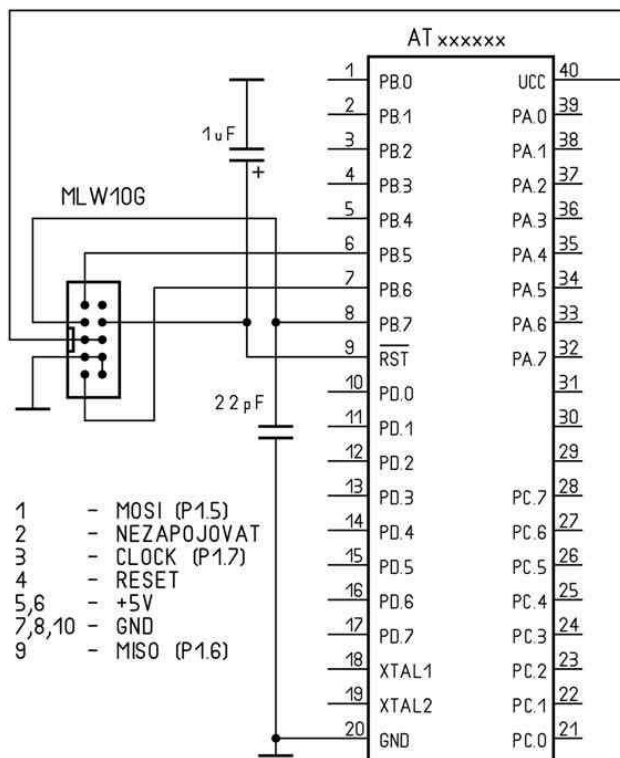 AT xxxxxx
1 PB.0 UCC 40
2 PB.1 PA.0 39
3 PB.2 PA.1 38
4 PB.3 PA.2 37
5 PB.4 PA.3 36
6 PB.5 PA.4 35
7 PB.6 PA.5 34
8 PB.7 PA.6 33
9 RST PA.7 32
10 PD.0 31
11 PD.1 30
12 PD.2 29
13 PD.3 PC.7 28
14 PD.4 PC.6 27
15 PD.5 PC.5 26
16 PD.6 PC.4 25
17 PD.7 PC.3 24
18 XTAL1 PC.2 23
19 XTAL2 PC.1 22
20 GND PC.0 21
1uF
+
MLW10G
22pF
1 - MOSI (P1.5)
2 - NEZAPOJOVAT
3 - CLOCK (P1.7)
4 - RESET
5,6 - +5V
7,8,10 - GND
9 - MISO (P1.6)